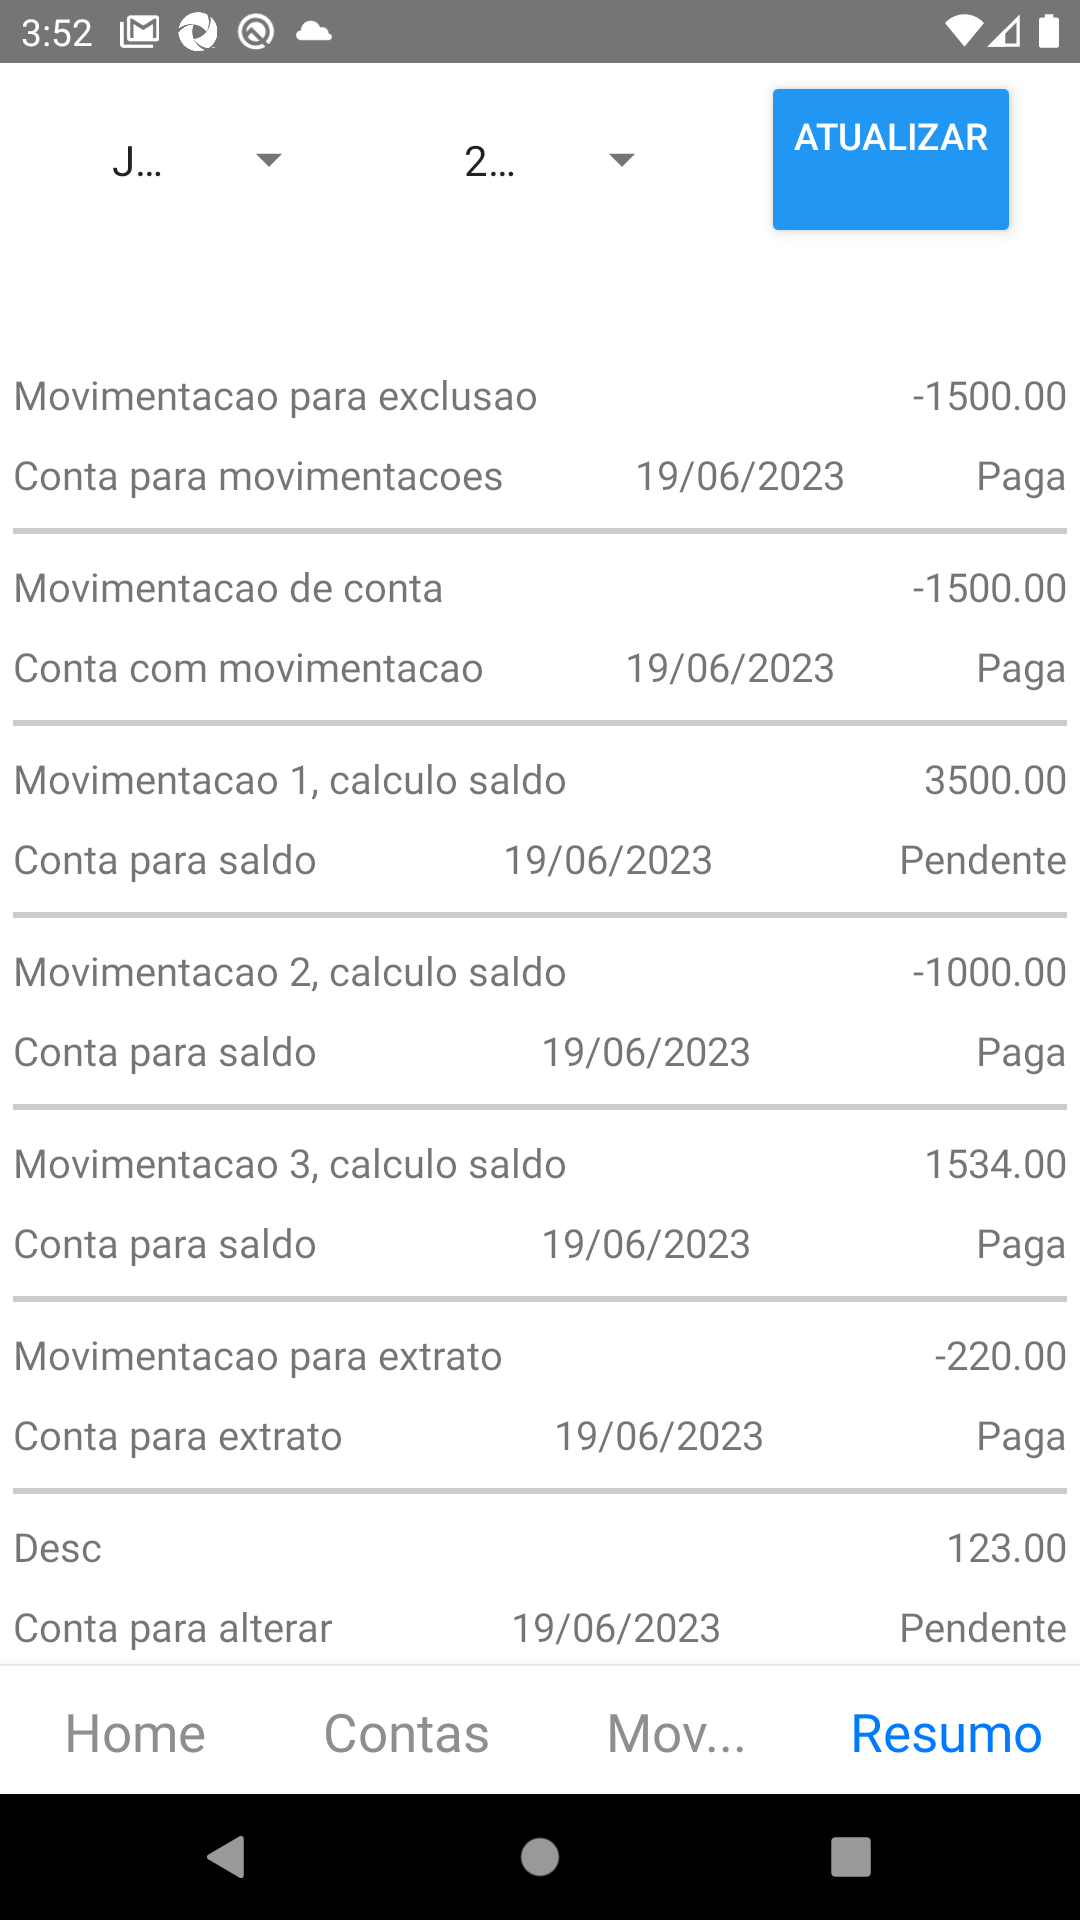 3:52
J...
2...
ATUALIZAR
Movimentacao para exclusao -1500.00
Conta para movimentacoes 19/06/2023 Paga
Movimentacao de conta -1500.00
Conta com movimentacao 19/06/2023 Paga
Movimentacao 1, calculo saldo 3500.00
Conta para saldo 19/06/2023 Pendente
Movimentacao 2, calculo saldo -1000.00
Conta para saldo 19/06/2023 Paga
Movimentacao 3, calculo saldo 1534.00
Conta para saldo 19/06/2023 Paga
Movimentacao para extrato -220.00
Conta para extrato 19/06/2023 Paga
Desc 123.00
Conta para alterar 19/06/2023 Pendente
Home Contas Mov... Resumo